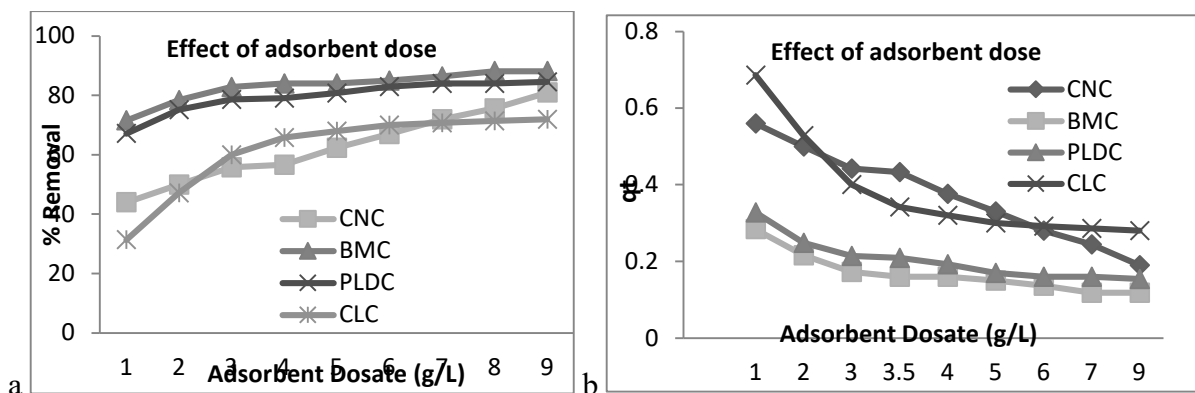 100
80
60
40
20
0
% Removal
Effect of adsorbent dose
CNC
BMC
PLDC
CLC
1 2 3 4 5 6 7 8 9
Adsorbent Dosate (g/L)
a
0.8
0.6
0.4
0.2
0
qt
Effect of adsorbent dose
CNC
BMC
PLDC
CLC
Adsorbent Dosate (g/L)
1 2 3 3.5 4 5 6 7 9
b